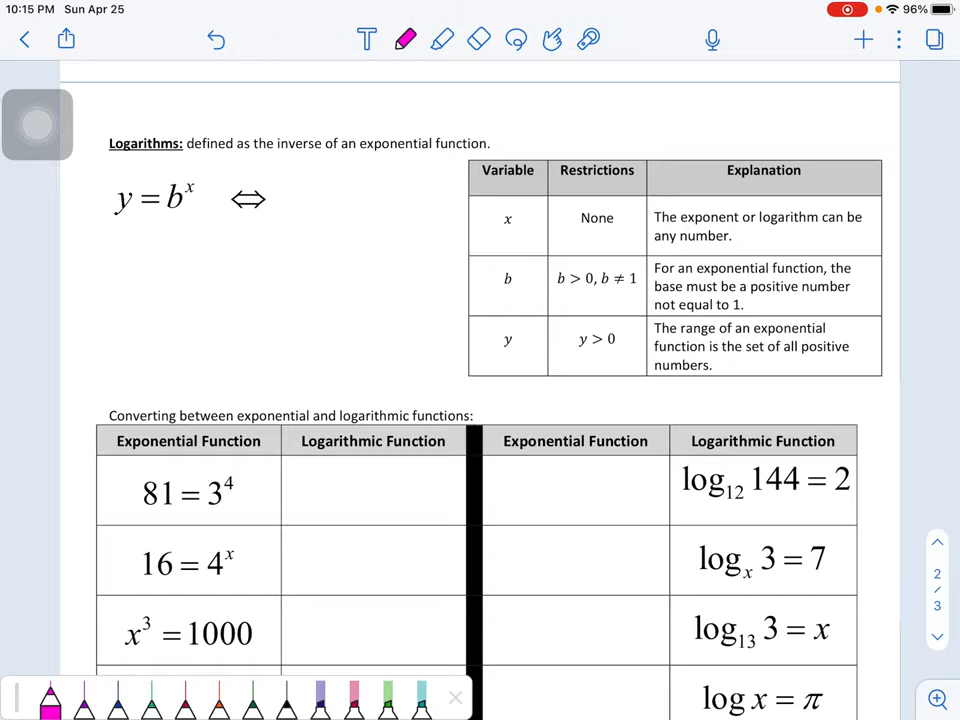 10:15 PM Sun Apr 25
96%
Logarithms: defined as the inverse of an exponential function.
y = b^x ⇔
Variable Restrictions Explanation
x None The exponent or logarithm can be
any number.
b b > 0, b ≠ 1 For an exponential function, the
base must be a positive number
not equal to 1.
y y > 0 The range of an exponential
function is the set of all positive
numbers.
Converting between exponential and logarithmic functions:
Exponential Function Logarithmic Function Exponential Function Logarithmic Function
81 = 3^4 log_12 144 = 2
16 = 4^x log_x 3 = 7
x^3 = 1000 log_13 3 = x
log x = π
2
/
3